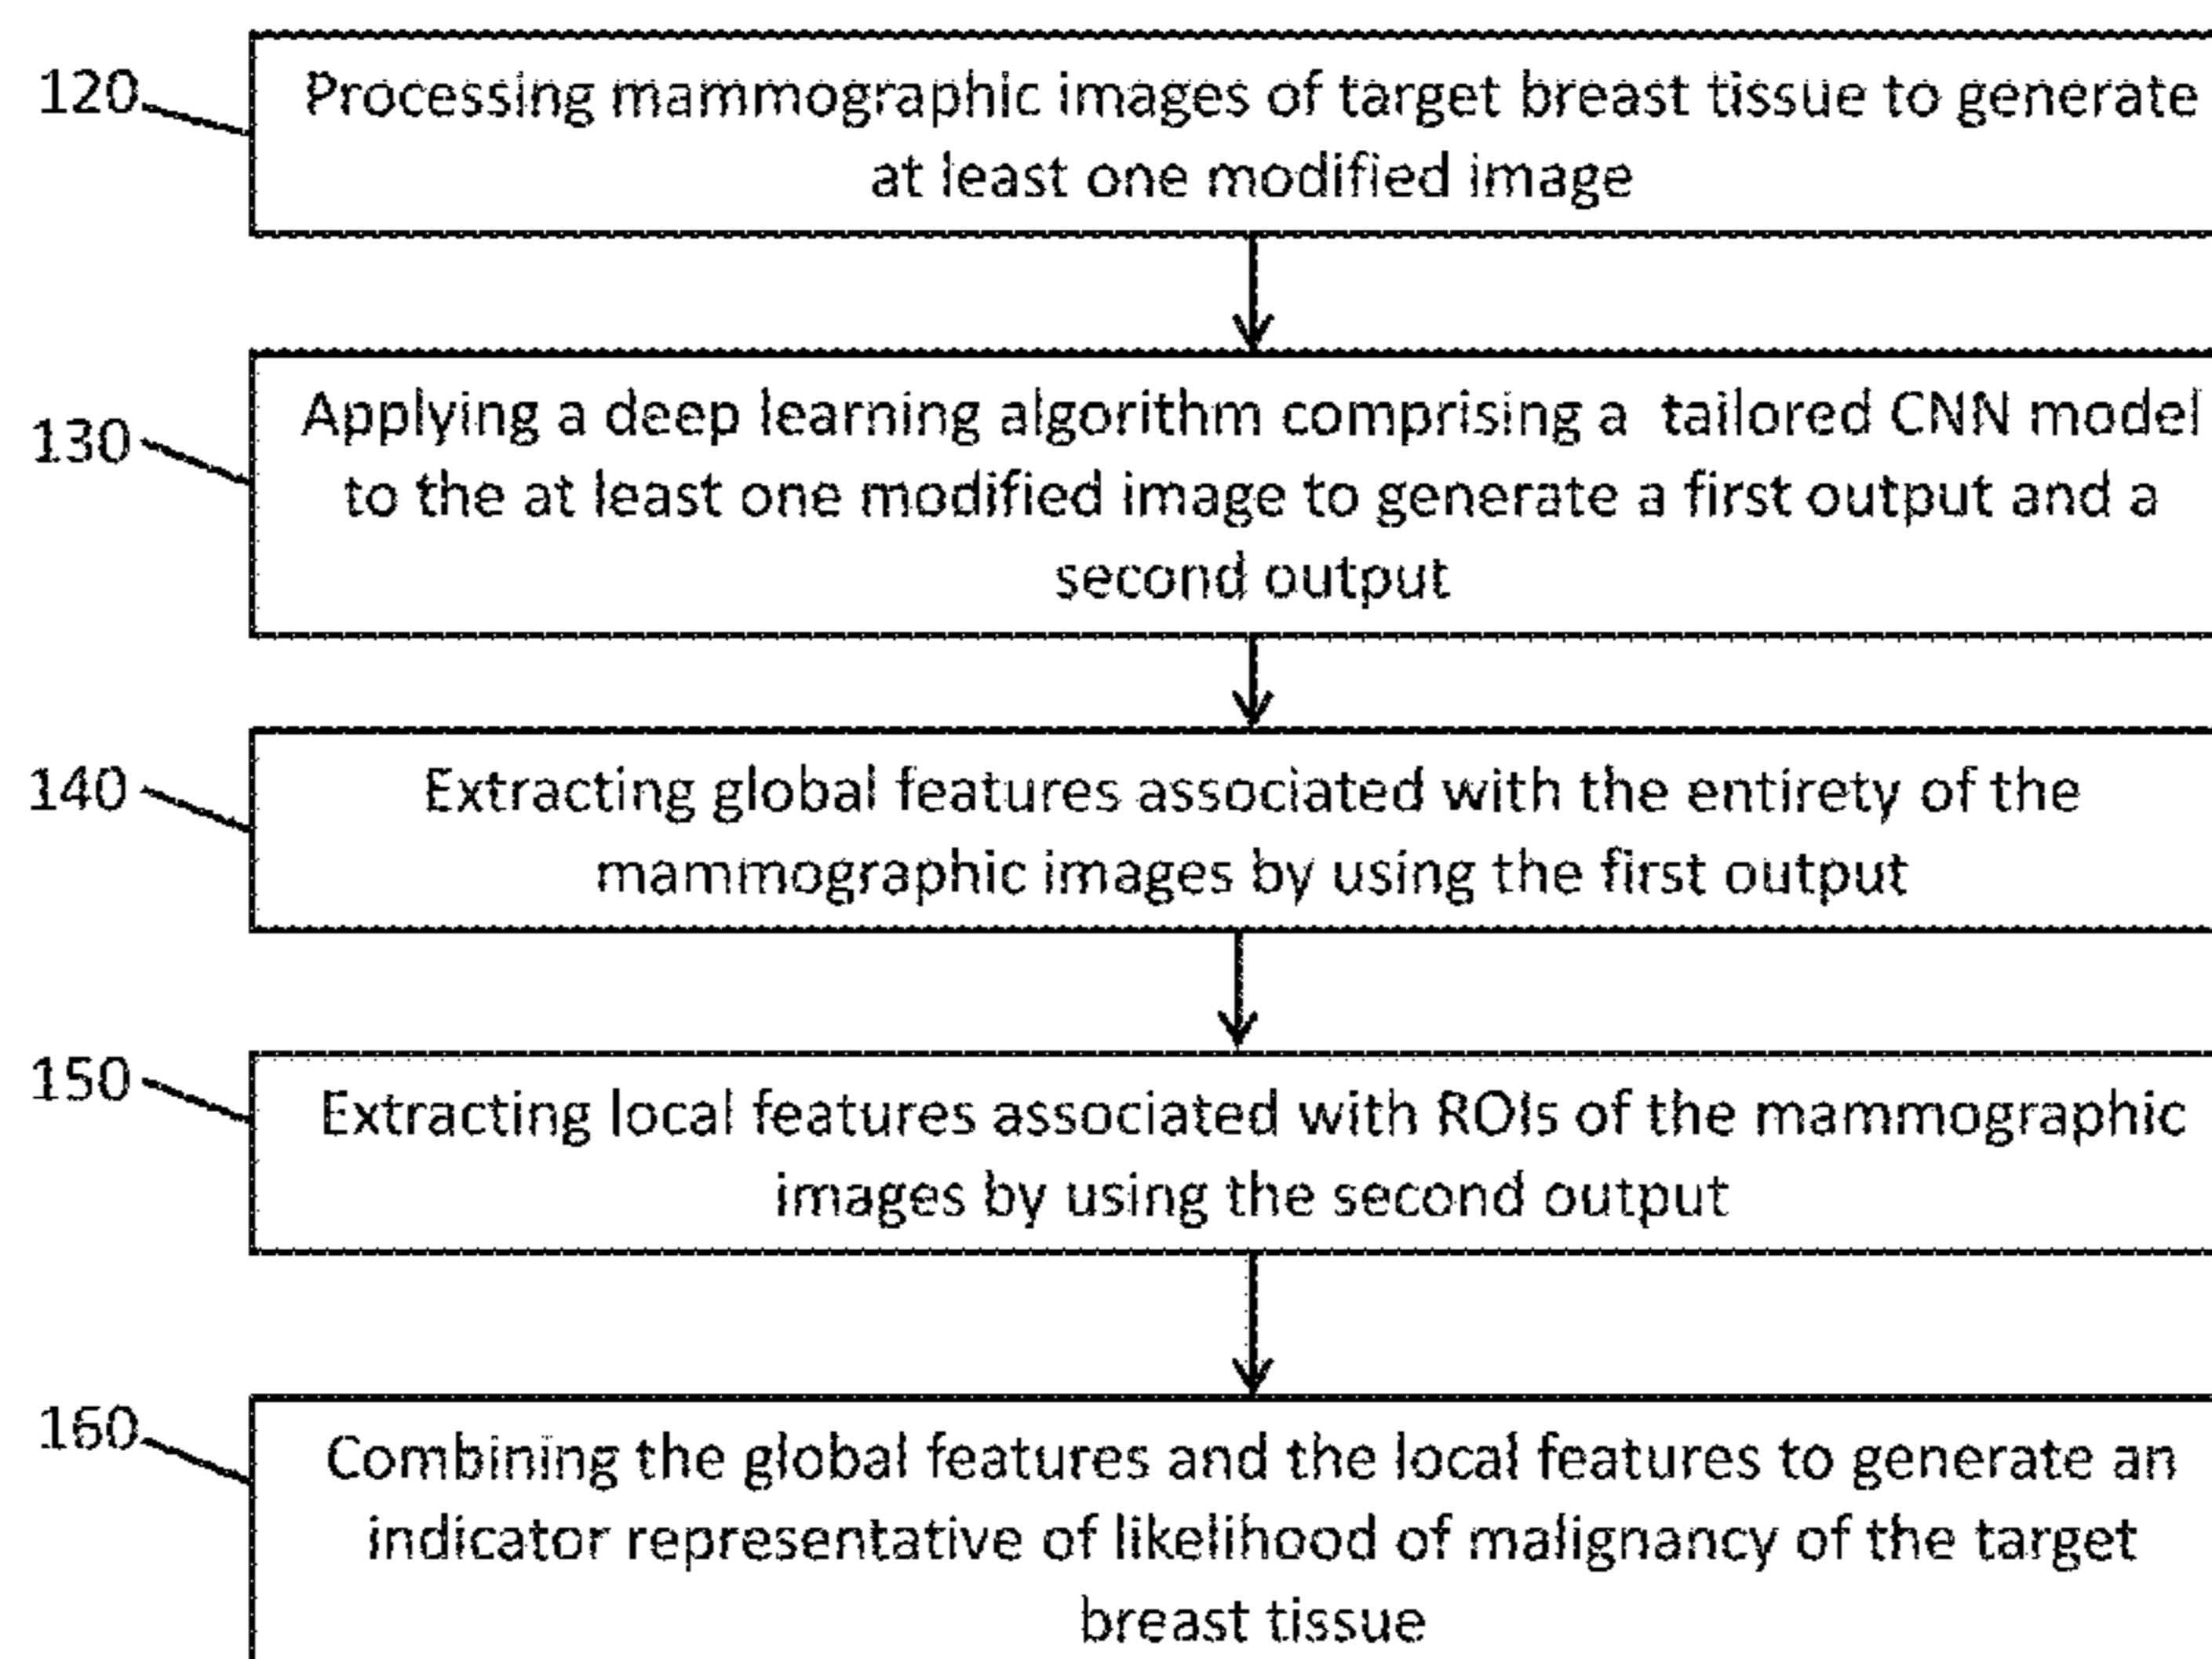 120
Processing mammographic images of target breast tissue to generate
at least one modified image
130
Applying a deep learning algorithm comprising a tailored CNN model
to the at least one modified image to generate a first output and a
second output
140
Extracting global features associated with the entirety of the
mammographic images by using the first output
150
Extracting local features associated with ROIs of the mammographic
images by using the second output
160
Combining the global features and the local features to generate an
indicator representative of likelihood of malignancy of the target
breast tissue